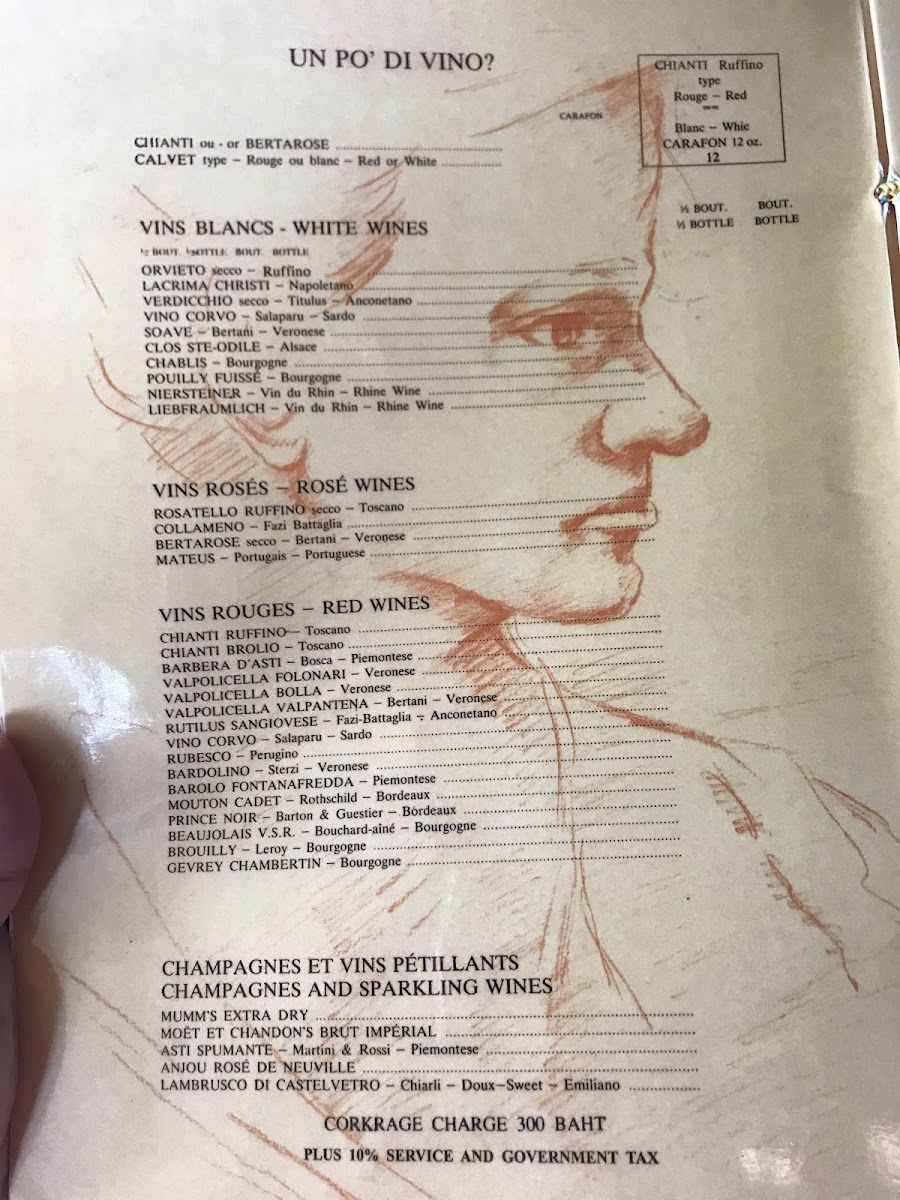 UN PO' DI VINO?
CHIANTI Ruffino
type
Rouge – Red
Blanc – Whic
CARAFON 12 oz.
12
CARAFON
CHIANTI ou - or BERTAROSE
CALVET type – Rouge ou blanc – Red or White
½ BOUT. BOUT.
½ BOTTLE BOTTLE
VINS BLANCS - WHITE WINES
½ BOUT. ½ BOTTLE BOUT. BOTTLE
ORVIETO secco – Ruffino
LACRIMA CHRISTI – Napoletano
VERDICCHIO secco – Titulus – Anconetano
VINO CORVO – Salaparu – Sardo
SOAVE – Bertani – Veronese
CLOS STE-ODILE – Alsace
CHABLIS – Bourgogne
POUILLY FUISSÉ – Bourgogne
NIERSTEINER – Vin du Rhin – Rhine Wine
LIEBFRAUMLICH – Vin du Rhin – Rhine Wine
VINS ROSÉS – ROSÉ WINES
ROSATELLO RUFFINO secco – Toscano
COLLAMENO – Fazi Battaglia
BERTAROSE secco – Bertani – Veronese
MATEUS – Portugais – Portuguese
VINS ROUGES – RED WINES
CHIANTI RUFFINO – Toscano
CHIANTI BROLIO – Toscano
BARBERA D'ASTI – Bosca – Piemontese
VALPOLICELLA FOLONARI – Veronese
VALPOLICELLA BOLLA – Veronese
VALPOLICELLA VALPANTENA – Bertani – Veronese
RUTILUS SANGIOVESE – Fazi-Battaglia – Anconetano
VINO CORVO – Salaparu – Sardo
RUBESCO – Perugino
BARDOLINO – Sterzi – Veronese
BAROLO FONTANAFREDDA – Piemontese
MOUTON CADET – Rothschild – Bordeaux
PRINCE NOIR – Barton & Guestier – Bordeaux
BEAUJOLAIS V.S.R. – Bouchard-aîné – Bourgogne
BROUILLY – Leroy – Bourgogne
GEVREY CHAMBERTIN – Bourgogne
CHAMPAGNES ET VINS PÉTILLANTS
CHAMPAGNES AND SPARKLING WINES
MUMM'S EXTRA DRY
MOËT ET CHANDON'S BRUT IMPÉRIAL
ASTI SPUMANTE – Martini & Rossi – Piemontese
ANJOU ROSÉ DE NEUVILLE
LAMBRUSCO DI CASTELVETRO – Chiarli – Doux–Sweet – Emiliano
CORKRAGE CHARGE 300 BAHT
PLUS 10% SERVICE AND GOVERNMENT TAX